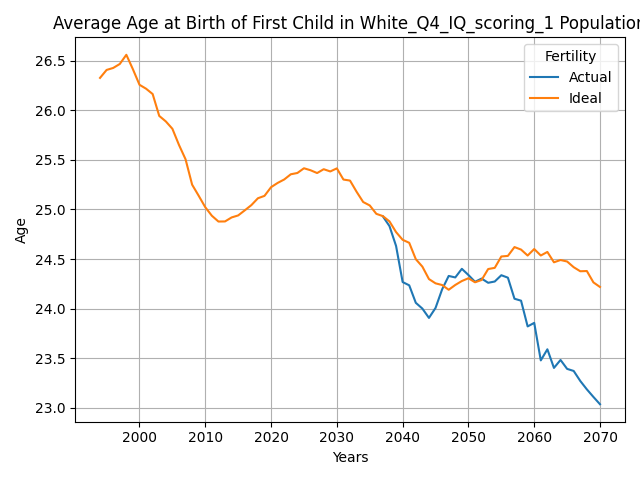 Average Age at Birth of First Child in White_Q4_IQ_scoring_1 Population
Fertility
Actual
Ideal
26.5
26.0
25.5
25.0
24.5
24.0
23.5
23.0
Age
2000 2010 2020 2030 2040 2050 2060 2070
Years